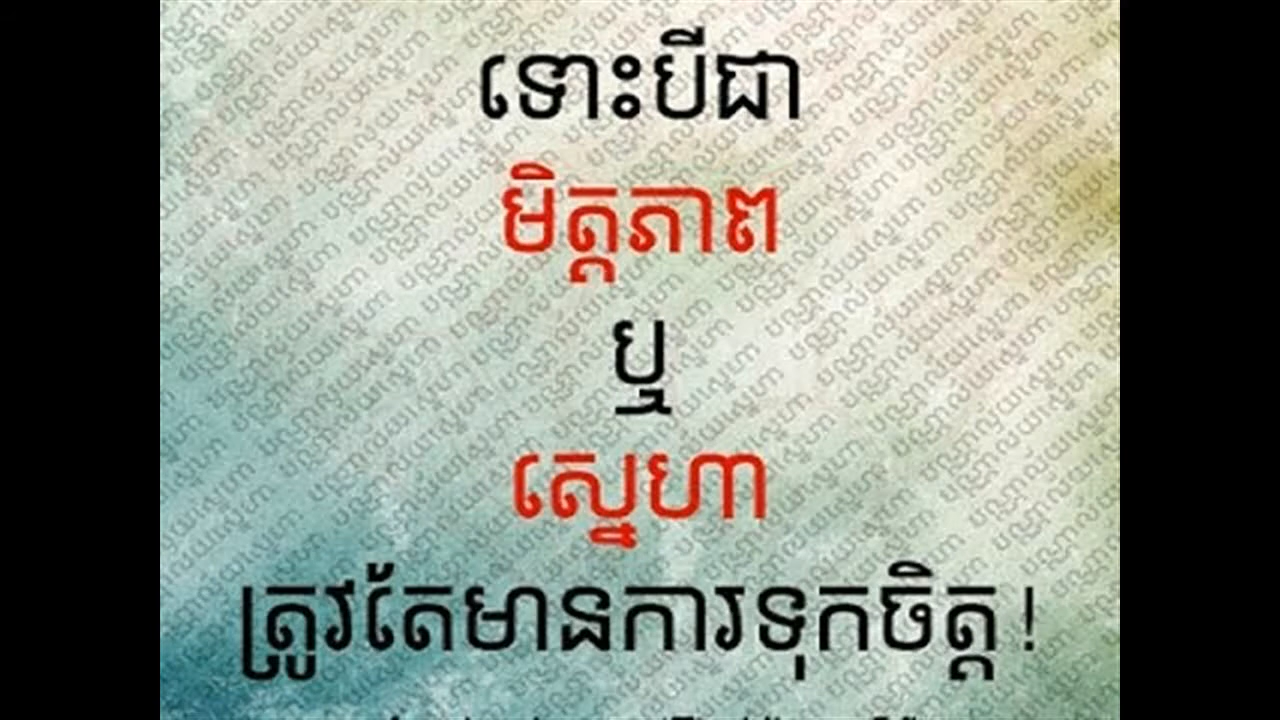 ទោះបីជា
មិត្តភាព
ឬ
ស្នេហា
ត្រូវតែមានការទុកចិត្ត!